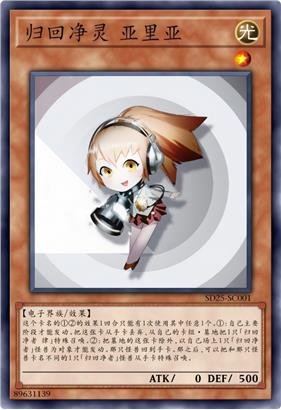 归回净灵 亚里亚
光
SD25-SC001
【电子界族/效果】
这个卡名的①②的效果1回合只能有1次使用其中任意1个。①:自己主要
阶段才能发动。把这张卡从手卡丢弃,从自己的卡组·墓地把1只「归回净
者 律」特殊召唤。②:把墓地的这张卡除外,以自己场上1只「归回净
者」怪兽为对象才能发动。那些怪兽回到手卡。那之后,可以把和那只怪
兽卡名不同的1只「归回净者」怪兽从手卡特殊召唤。
ATK/ 0 DEF/ 500
89631139